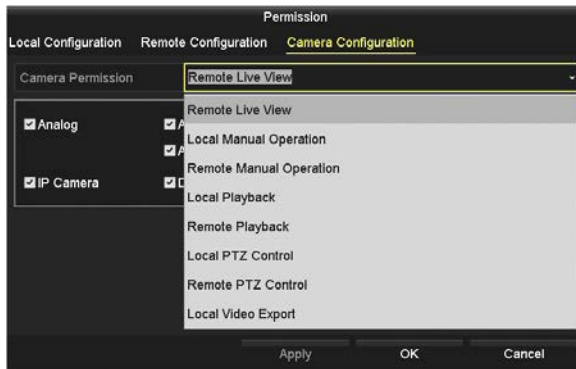 Permission
Local Configuration Remote Configuration Camera Configuration
Camera Permission Remote Live View
Remote Live View
Analog
Local Manual Operation
Remote Manual Operation
IP Camera
Local Playback
Remote Playback
Local PTZ Control
Remote PTZ Control
Local Video Export
Apply OK Cancel